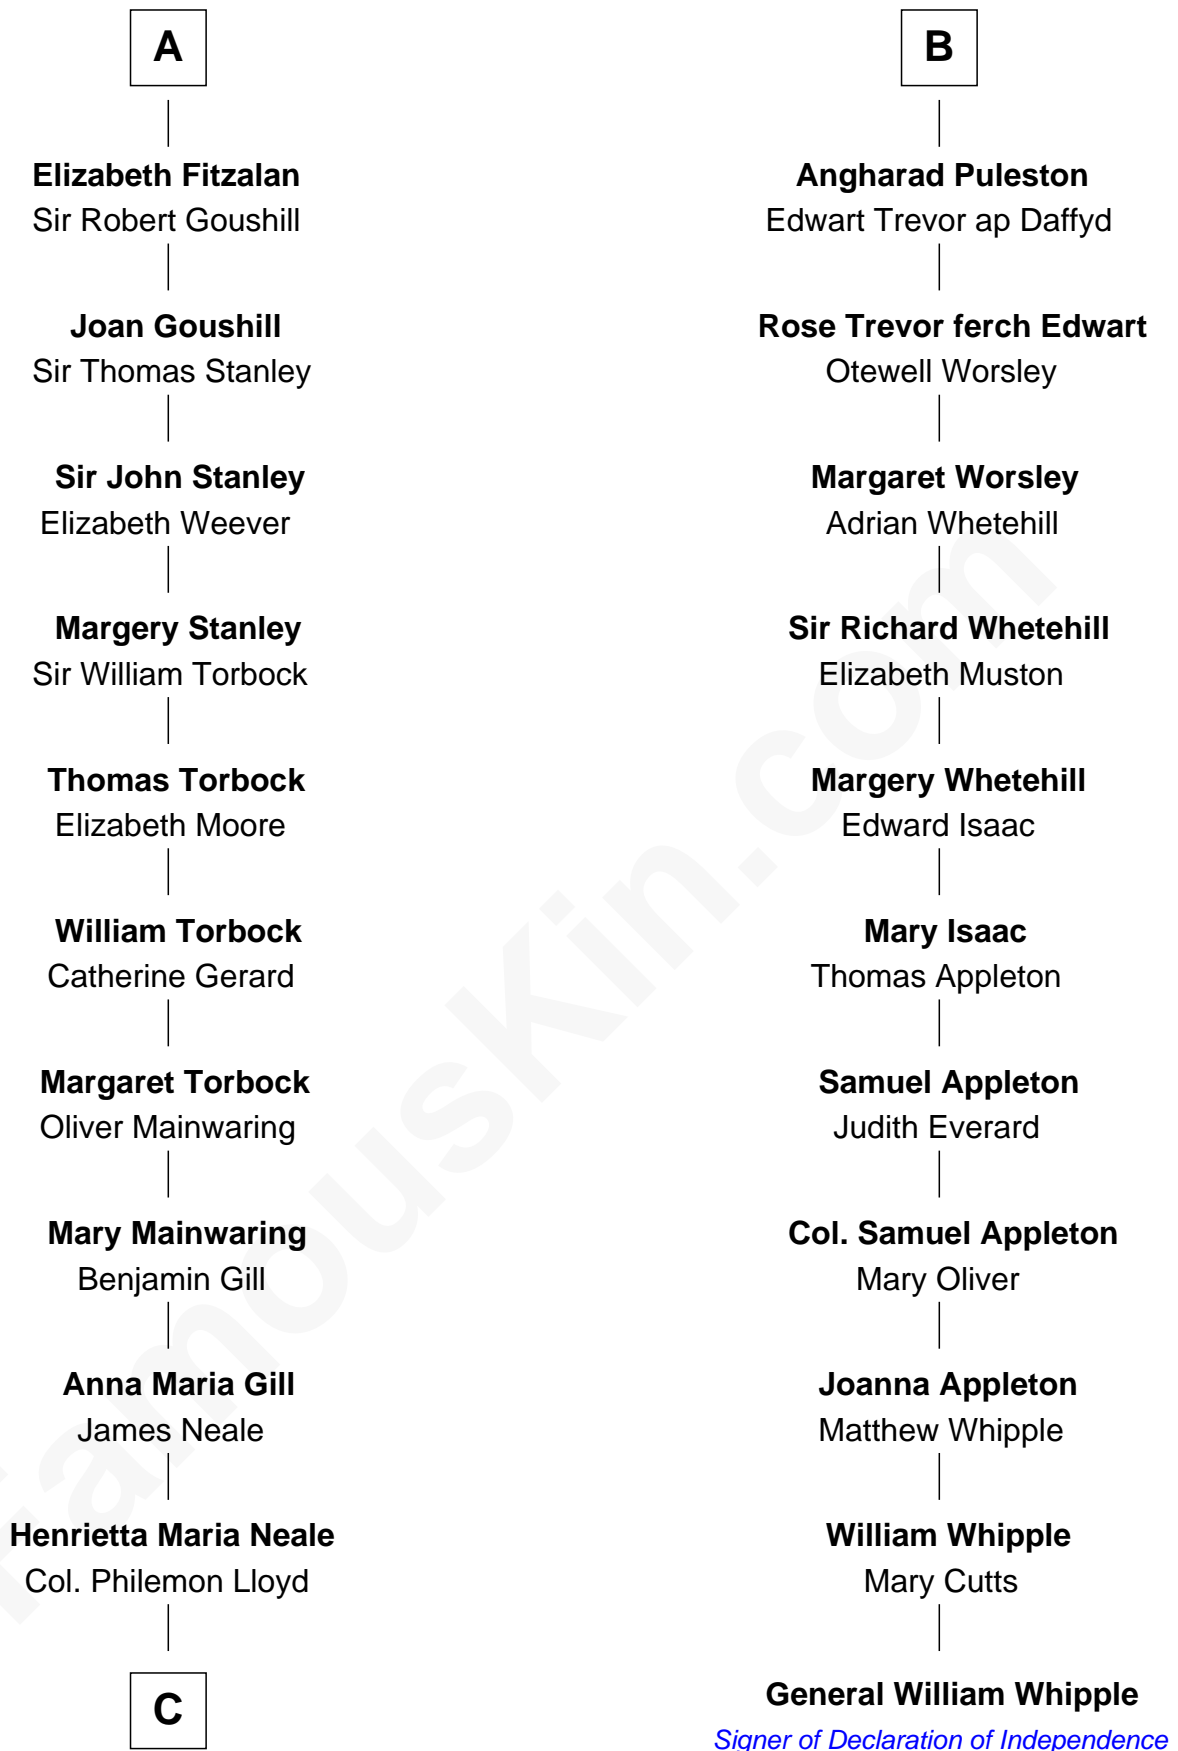 A
Elizabeth Fitzalan
Sir Robert Goushill
Joan Goushill
Sir Thomas Stanley
Sir John Stanley
Elizabeth Weever
Margery Stanley
Sir William Torbock
Thomas Torbock
Elizabeth Moore
William Torbock
Catherine Gerard
Margaret Torbock
Oliver Mainwaring
Mary Mainwaring
Benjamin Gill
Anna Maria Gill
James Neale
Henrietta Maria Neale
Col. Philemon Lloyd
C
B
Angharad Puleston
Edwart Trevor ap Daffyd
Rose Trevor ferch Edwart
Otewell Worsley
Margaret Worsley
Adrian Whetehill
Sir Richard Whetehill
Elizabeth Muston
Margery Whetehill
Edward Isaac
Mary Isaac
Thomas Appleton
Samuel Appleton
Judith Everard
Col. Samuel Appleton
Mary Oliver
Joanna Appleton
Matthew Whipple
William Whipple
Mary Cutts
General William Whipple
Signer of Declaration of Independence
FamousKin.com